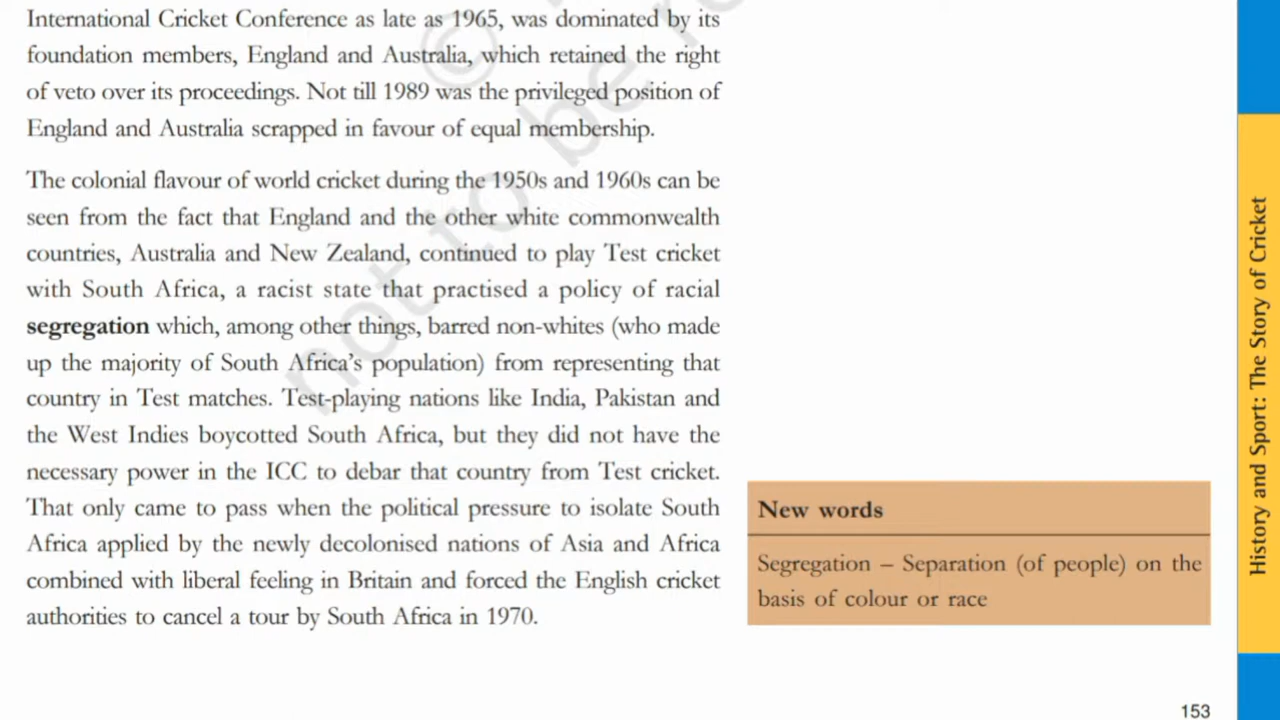 International Cricket Conference as late as 1965, was dominated by its
foundation members, England and Australia, which retained the right
of veto over its proceedings. Not till 1989 was the privileged position of
England and Australia scrapped in favour of equal membership.
The colonial flavour of world cricket during the 1950s and 1960s can be
seen from the fact that England and the other white commonwealth
countries, Australia and New Zealand, continued to play Test cricket
with South Africa, a racist state that practised a policy of racial
segregation which, among other things, barred non-whites (who made
up the majority of South Africa's population) from representing that
country in Test matches. Test-playing nations like India, Pakistan and
the West Indies boycotted South Africa, but they did not have the
necessary power in the ICC to debar that country from Test cricket.
That only came to pass when the political pressure to isolate South
Africa applied by the newly decolonised nations of Asia and Africa
combined with liberal feeling in Britain and forced the English cricket
authorities to cancel a tour by South Africa in 1970.
New words
Segregation – Separation (of people) on the
basis of colour or race
History and Sport: The Story of Cricket
153
© not to be re